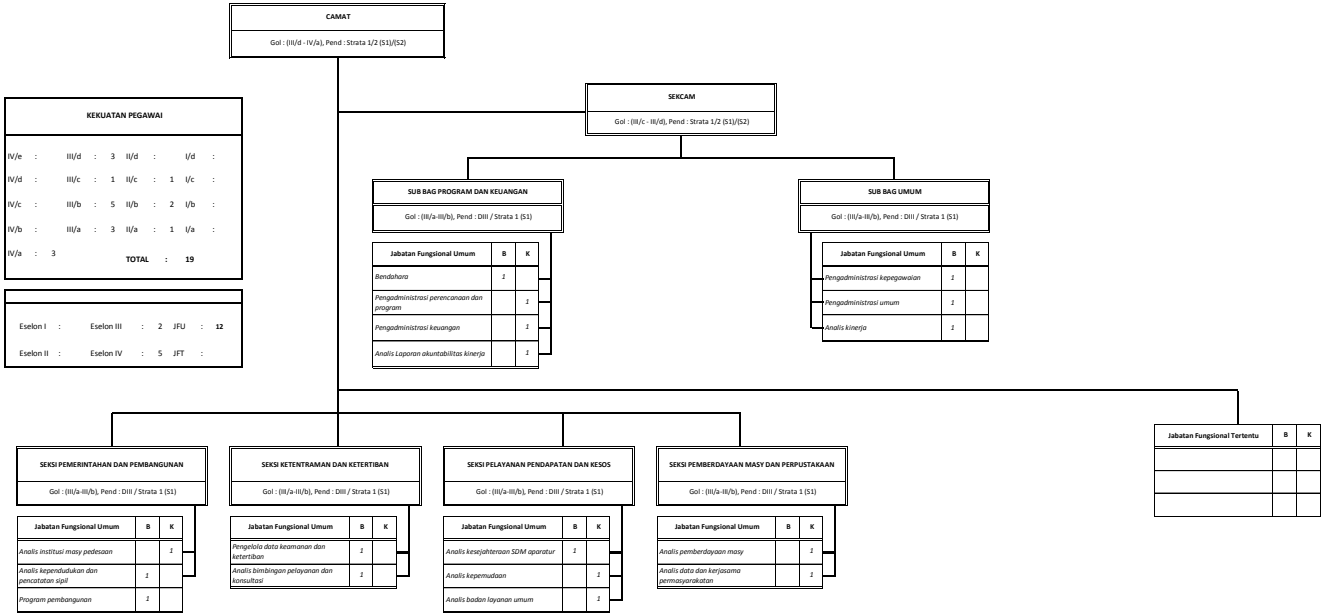 CAMAT
Gol : (III/d - IV/a), Pend : Strata 1/2 (S1)/(S2)
SEKCAM
Gol : (III/c - III/d), Pend : Strata 1/2 (S1)/(S2)
KEKUATAN PEGAWAI
IV/e : III/d : 3 II/d : I/d :
IV/d : III/c : 1 II/c : 1 I/c :
IV/c : III/b : 5 II/b : 2 I/b :
IV/b : III/a : 3 II/a : 1 I/a :
IV/a : 3 TOTAL : 19
Eselon I : Eselon III : 2 JFU : 12
Eselon II : Eselon IV : 5 JFT :
SUB BAG PROGRAM DAN KEUANGAN
Gol : (III/a-III/b), Pend : DIII / Strata 1 (S1)
Jabatan Fungsional Umum B K
Bendahara 1
Pengadministrasi perencanaan dan
program 1
Pengadministrasi keuangan 1
Analis Laporan akuntabilitas kinerja 1
SUB BAG UMUM
Gol : (III/a-III/b), Pend : DIII / Strata 1 (S1)
Jabatan Fungsional Umum B K
Pengadministrasi kepegawaian 1
Pengadministrasi umum 1
Analis kinerja 1
SEKSI PEMERINTAHAN DAN PEMBANGUNAN
Gol : (III/a-III/b), Pend : DIII / Strata 1 (S1)
Jabatan Fungsional Umum B K
Analis institusi masy pedesaan 1
Analis kependudukan dan
pencatatan sipil 1
Program pembangunan 1
SEKSI KETENTRAMAN DAN KETERTIBAN
Gol : (III/a-III/b), Pend : DIII / Strata 1 (S1)
Jabatan Fungsional Umum B K
Pengelola data keamanan dan
ketertiban 1
Analis bimbingan pelayanan dan
konsultasi 1
SEKSI PELAYANAN PENDAPATAN DAN KESOS
Gol : (III/a-III/b), Pend : DIII / Strata 1 (S1)
Jabatan Fungsional Umum B K
Analis kesejahteraan SDM aparatur 1
Analis kepemudaan 1
Analis badan layanan umum 1
SEKSI PEMBERDAYAAN MASY DAN PERPUSTAKAAN
Gol : (III/a-III/b), Pend : DIII / Strata 1 (S1)
Jabatan Fungsional Umum B K
Analis pemberdayaan masy 1
Analis data dan kerjasama
permasyarakatan 1
Jabatan Fungsional Tertentu B K